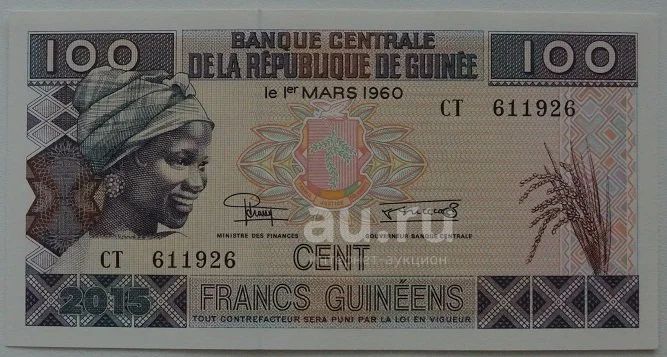 100
100
BANQUE CENTRALE
DE LA RÉPUBLIQUE DE GUINÉE
le 1er MARS 1960
CT 611926
MINISTRE DES FINANCES
GOUVERNEUR BANQUE CENTRALE
au.ru
CT 611926
CENT
2015
FRANCS GUINÉENS
TOUT CONTREFACTEUR SERA PUNI PAR LA LOI EN VIGUEUR